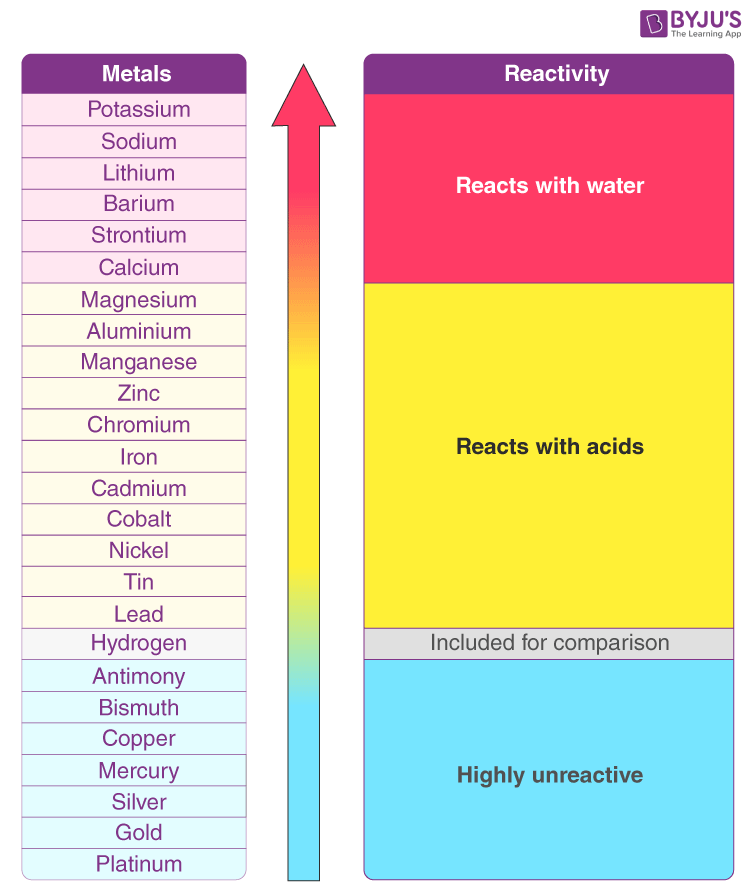 BYJU'S
The Learning App
Metals
Reactivity
Potassium
Sodium
Lithium
Barium
Strontium
Calcium
Reacts with water
Magnesium
Aluminium
Manganese
Zinc
Chromium
Iron
Cadmium
Cobalt
Nickel
Tin
Lead
Reacts with acids
Hydrogen
Included for comparison
Antimony
Bismuth
Copper
Mercury
Silver
Gold
Platinum
Highly unreactive